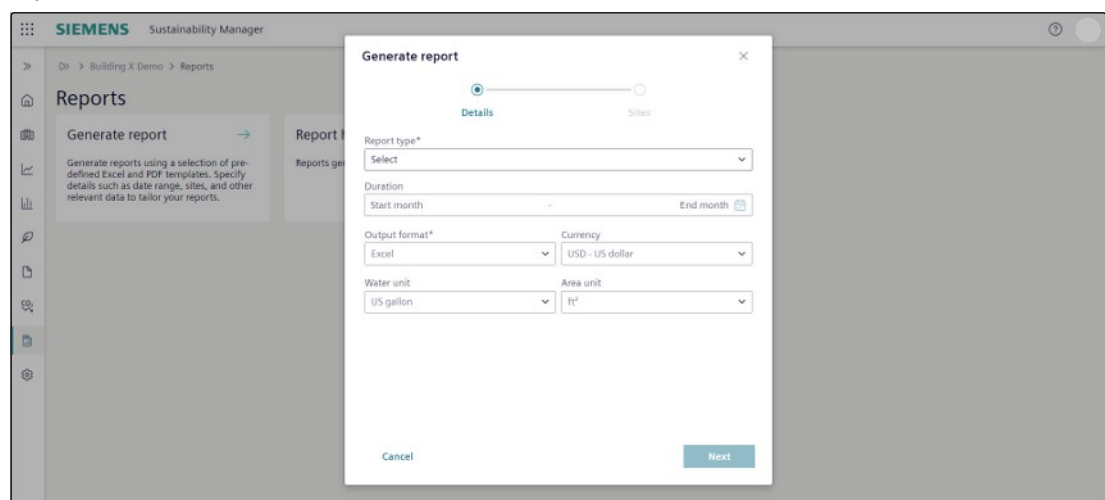 SIEMENS Sustainability Manager
Building X Demo > Reports
Reports
Generate report →
Generate reports using a selection of pre-
defined Excel and PDF templates. Specify
details such as date range, sites, and other
relevant data to tailor your reports.
Report
Reports
Generate report
Details
Sites
Report type*
Select
Duration
Start month - End month
Output format*
Excel
Currency
USD - US dollar
Water unit
US gallon
Area unit
ft²
Cancel
Next